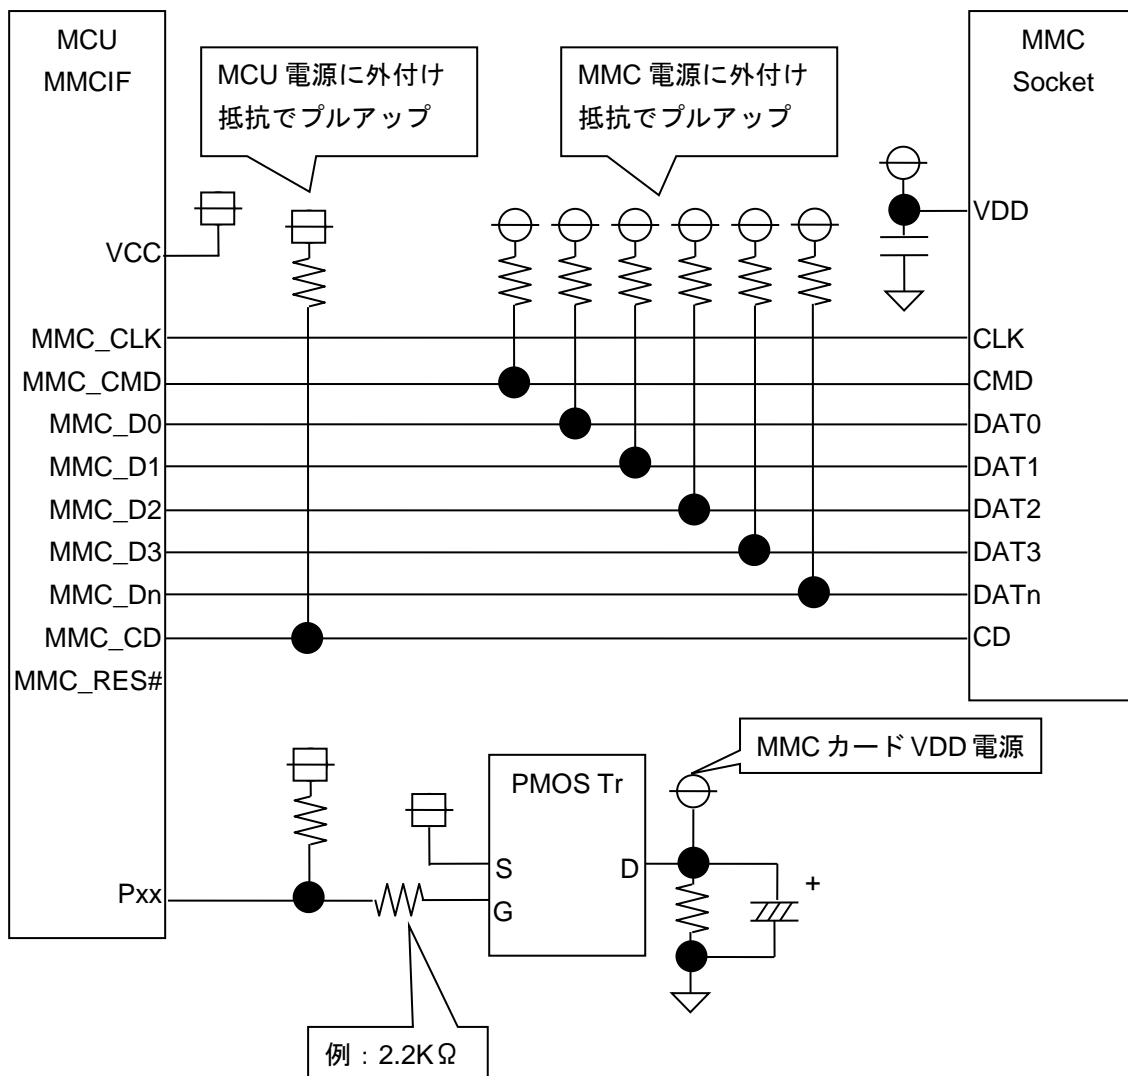 MCU
MMCIF
MCU 電源に外付け
抵抗でプルアップ
MMC 電源に外付け
抵抗でプルアップ
MMC
Socket
VCC
VDD
MMC_CLK
CLK
MMC_CMD
CMD
MMC_D0
DAT0
MMC_D1
DAT1
MMC_D2
DAT2
MMC_D3
DAT3
MMC_Dn
DATn
MMC_CD
CD
MMC_RES#
MMC カード VDD 電源
PMOS Tr
S
D
G
+
Pxx
例：2.2KΩ